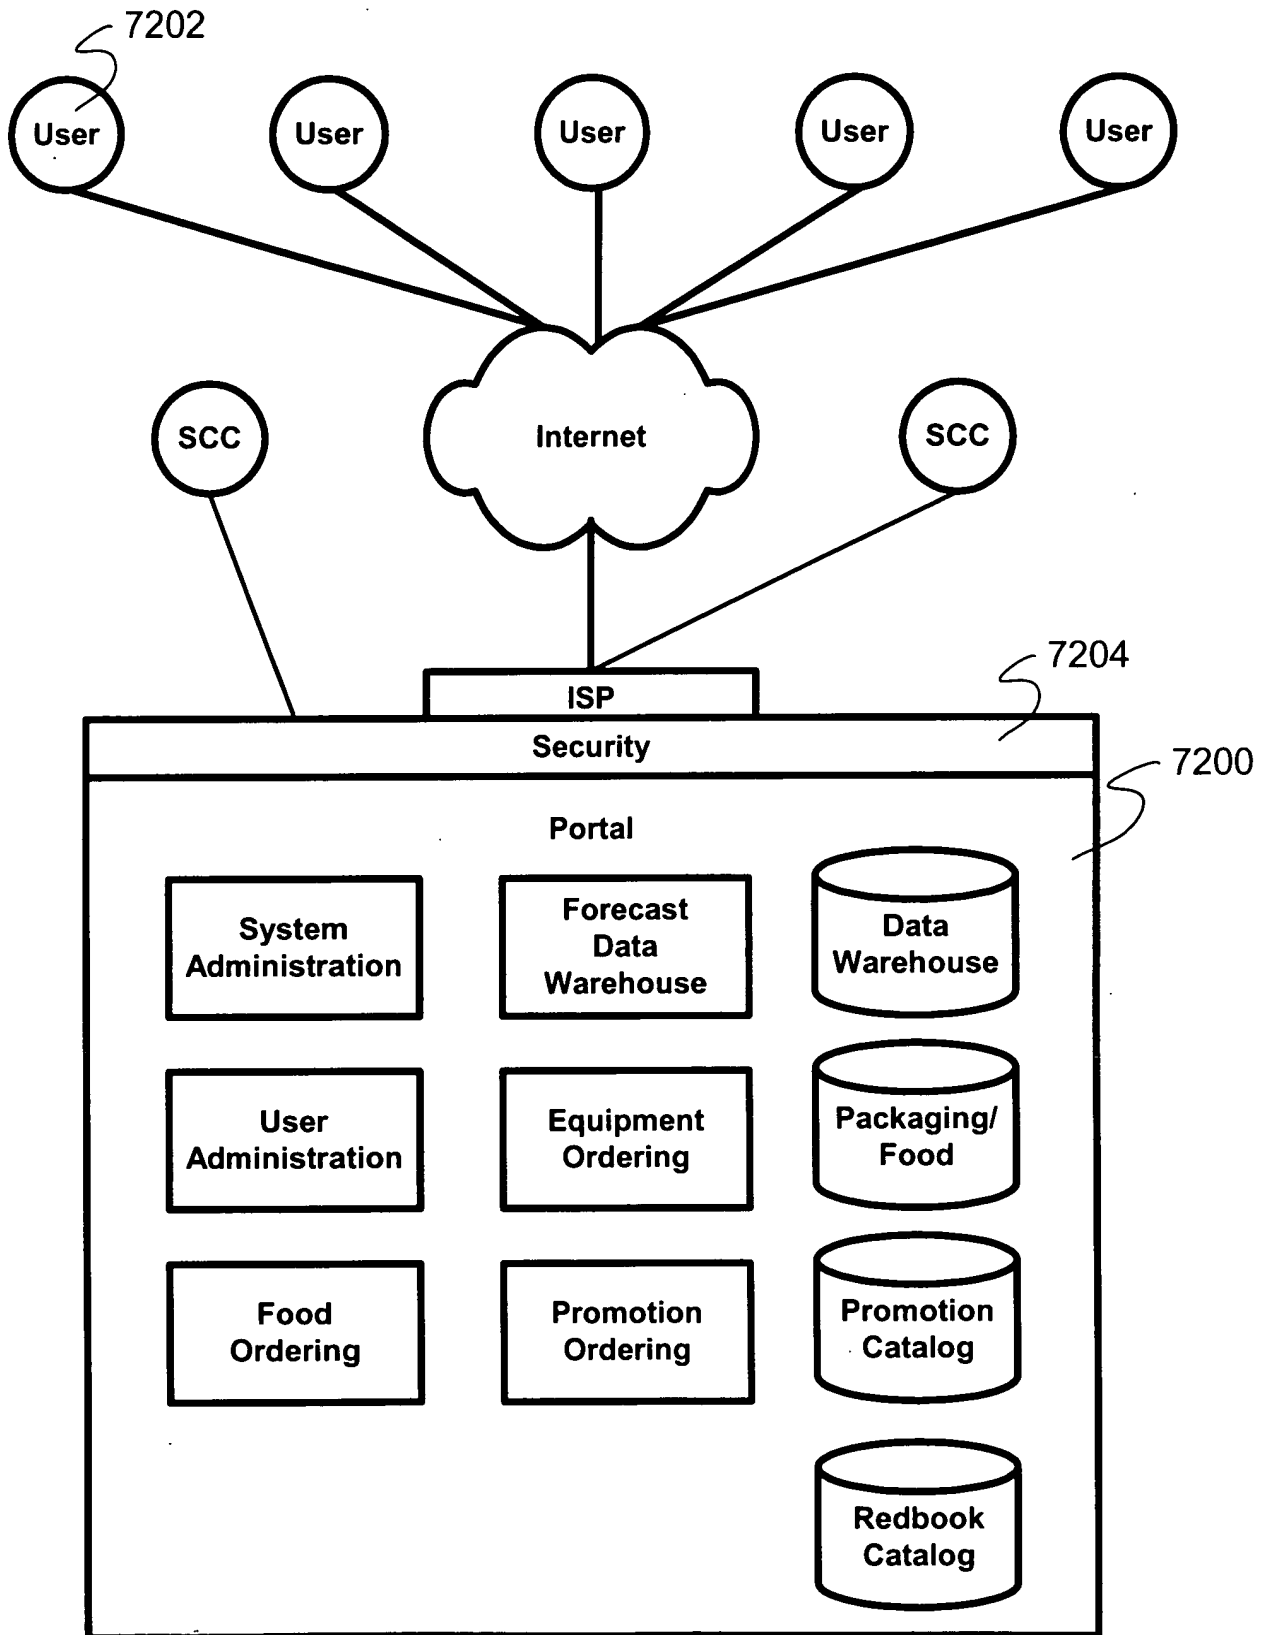 7202
User
User
User
User
User
SCC
Internet
SCC
7204
ISP
Security
7200
Portal
System
Administration
Forecast
Data
Warehouse
Data
Warehouse
User
Administration
Equipment
Ordering
Packaging/
Food
Food
Ordering
Promotion
Ordering
Promotion
Catalog
Redbook
Catalog